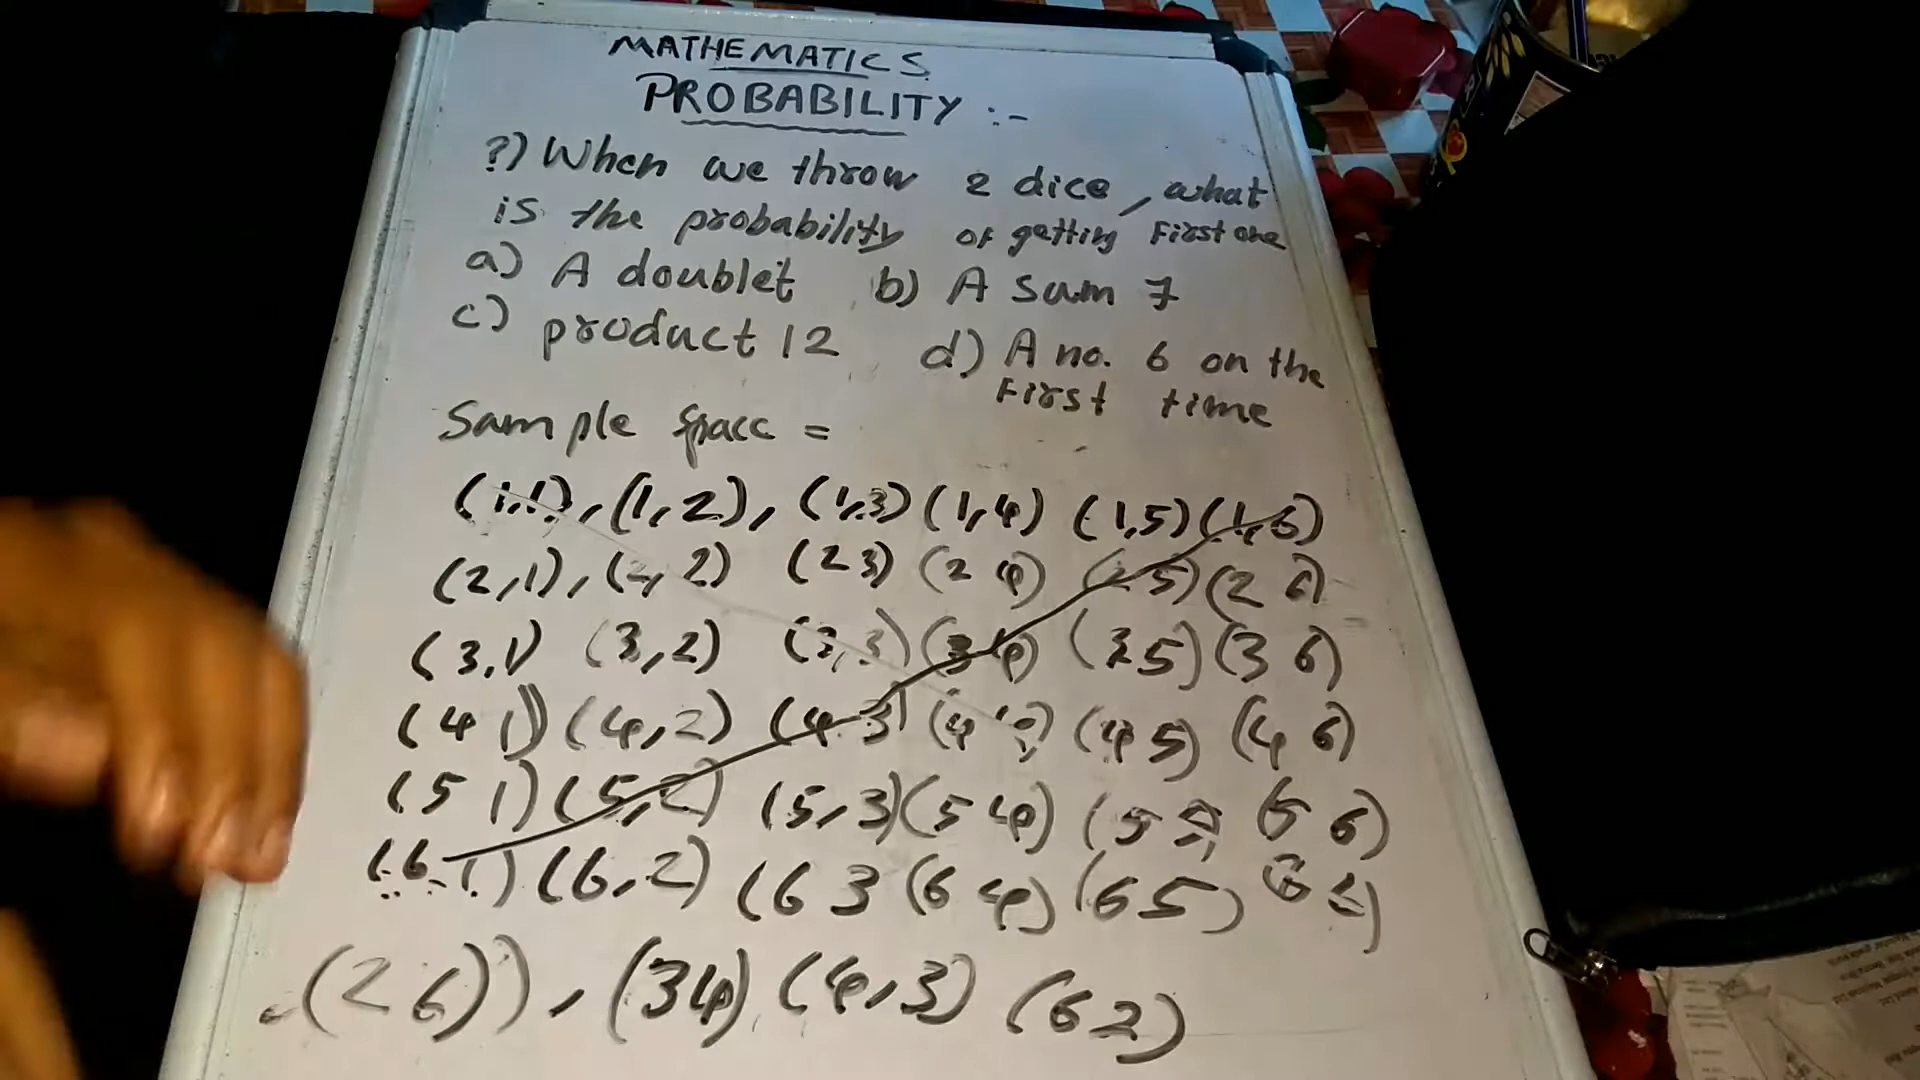 MATHEMATICS
PROBABILITY :-
?) When we throw 2 dice, what
is the probability of getting First one
a) A doublet b) A sum 7
c) product 12 d) A no. 6 on the
First time
Sample space =
(1,1), (1,2), (1,3) (1,4) (1,5) (1,6)
(2,1), (2,2) (2 3) (2 4) (2 5) (2 6)
(3,1) (3,2) (3,3) (3 4) (3 5) (3 6)
(4 1) (4,2) (4 3) (4 4) (4 5) (4 6)
(5 1) (5,2) (5,3) (5 4) (5 5) (5 6)
(6 1) (6,2) (6 3 (6 4) (6 5) 6 6)
(2 6), (3 4) (4,3) (6 2)